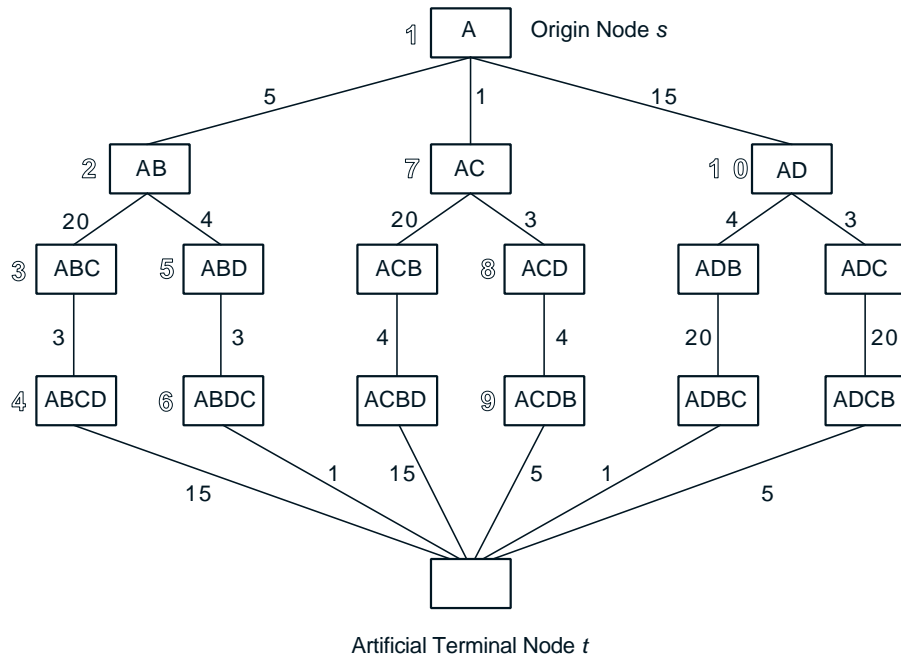 1 A Origin Node s
5 1 15
2 AB 7 AC 1 0 AD
20 4 20 3 4 3
3 ABC 5 ABD ACB 8 ACD ADB ADC
3 3 4 4 20 20
4 ABCD 6 ABDC ACBD 9 ACDB ADBC ADCB
15 1 15 5 1 5
Artificial Terminal Node t